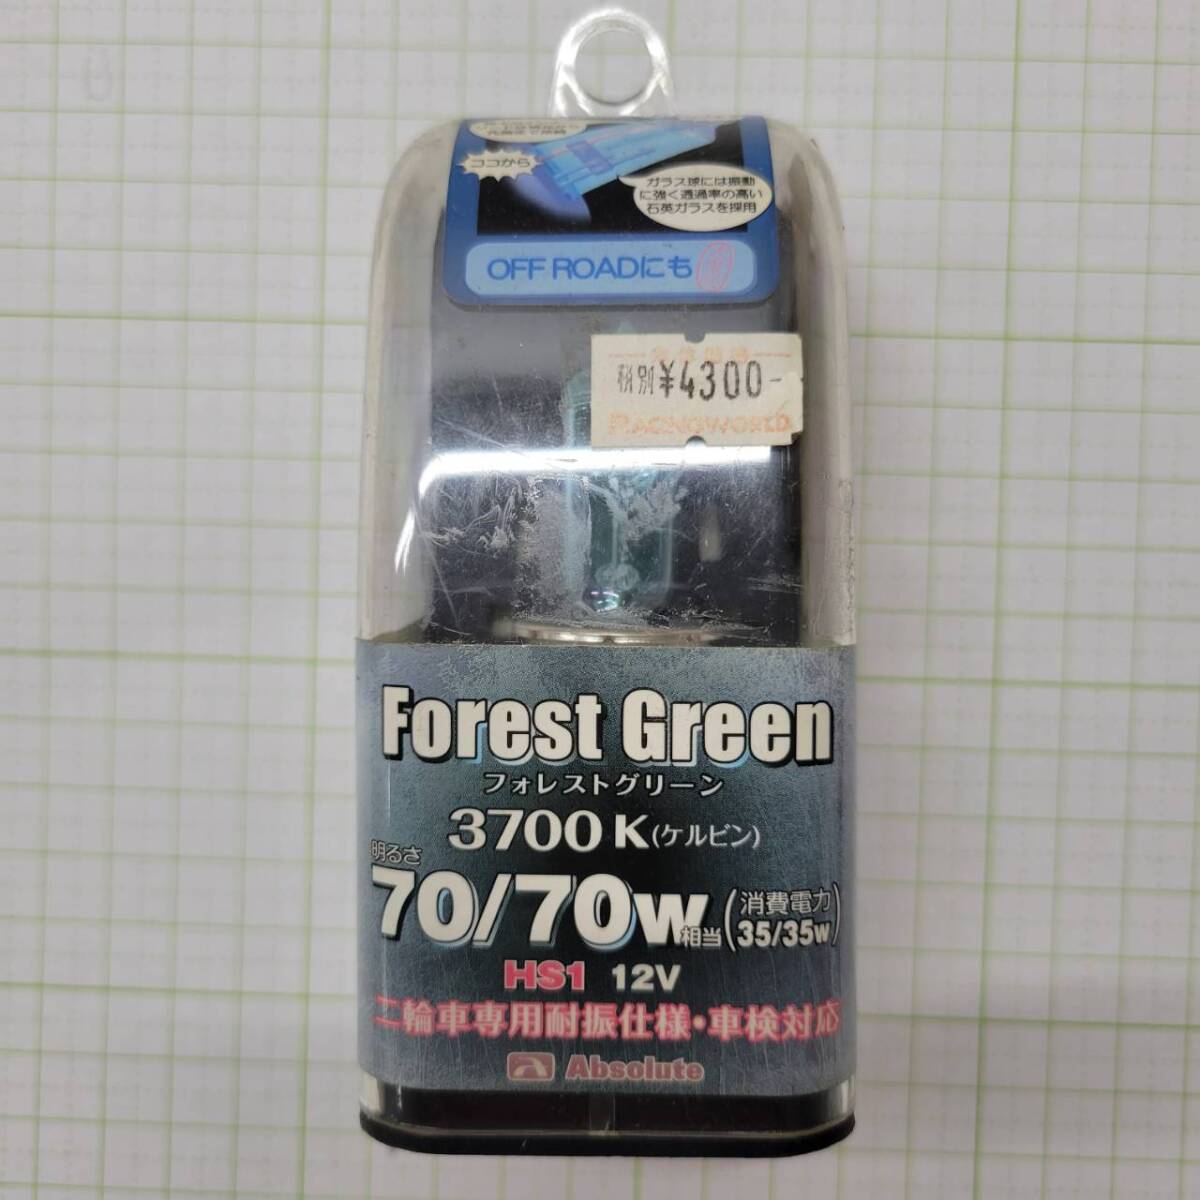 ココから
ガラス球には振動
に強く透過率の高い
石英ガラスを採用
OFF ROADにも
税別¥4300-
RACINGWORLD
Forest Green
フォレストグリーン
3700 K(ケルビン)
明るさ
70/70w相当(消費電力 35/35w)
HS1 12V
二輪車専用耐振仕様・車検対応
Absolute